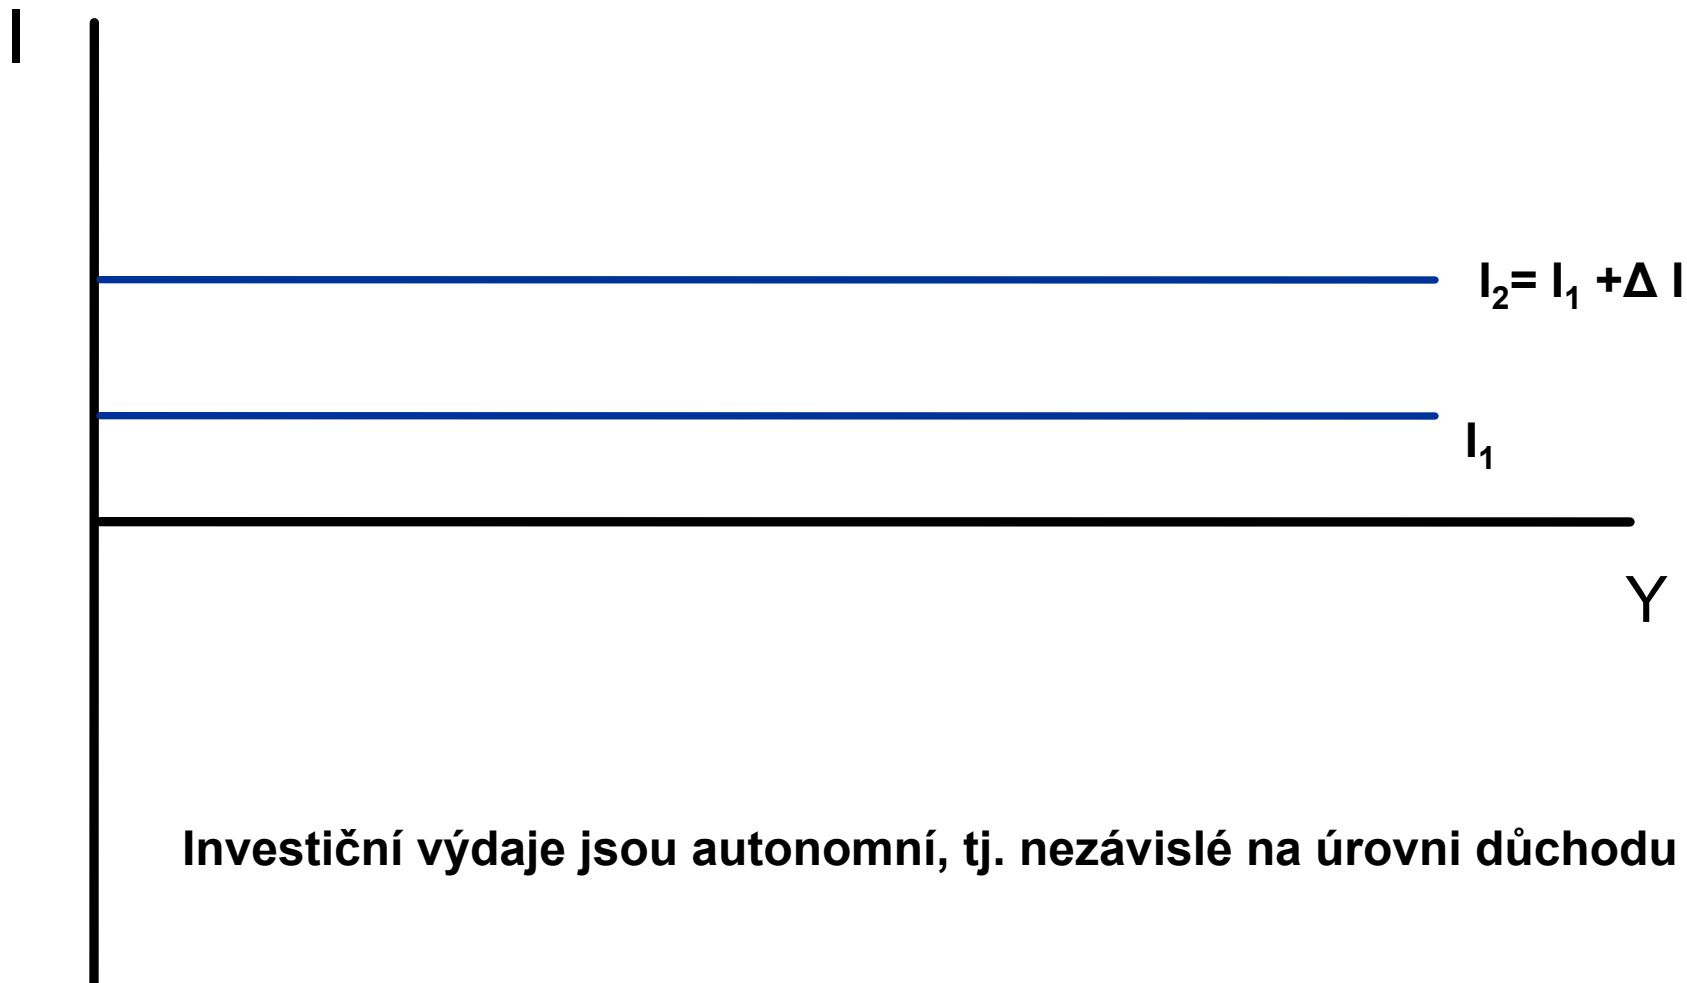 I
I₂= I₁ +Δ I
I₁
Y
Investiční výdaje jsou autonomní, tj. nezávislé na úrovni důchodu